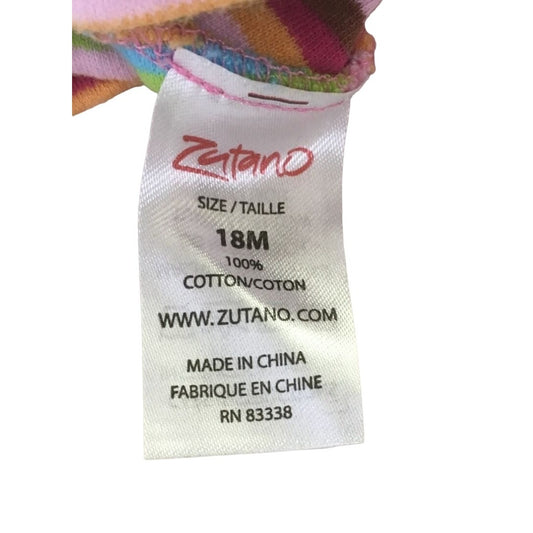 Zutano
SIZE / TAILLE
18M
100%
COTTON/COTON
WWW.ZUTANO.COM
MADE IN CHINA
FABRIQUE EN CHINE
RN 83338